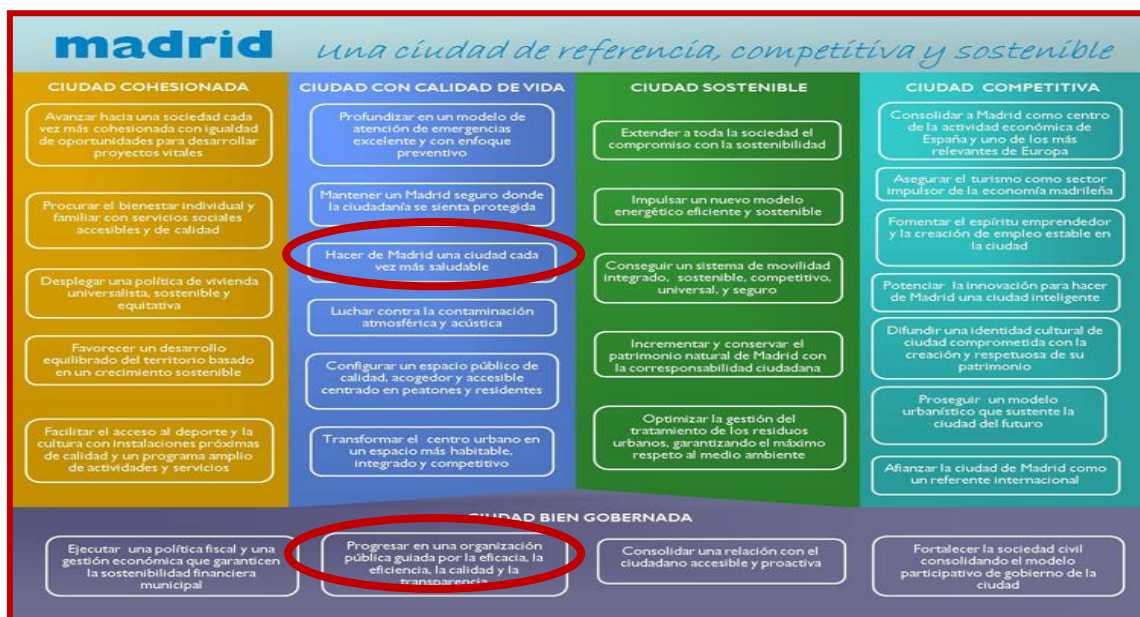 madrid una ciudad de referencia, competitiva y sostenible
CIUDAD COHESIONADA
Avanzar hacia una sociedad cada
vez más cohesionada con igualdad
de oportunidades para desarrollar
proyectos vitales
Procurar el bienestar individual y
familiar con servicios sociales
accesibles y de calidad
Desplegar una política de vivienda
universalista, sostenible y
equitativa
Favorecer un desarrollo
equilibrado del territorio basado
en un crecimiento sostenible
Facilitar el acceso al deporte y la
cultura con instalaciones próximas
de calidad y un programa amplio
de actividades y servicios
CIUDAD CON CALIDAD DE VIDA
Profundizar en un modelo de
atención de emergencias
excelente y con enfoque
preventivo
Mantener un Madrid seguro donde
la ciudadanía se sienta protegida
Hacer de Madrid una ciudad cada
vez más saludable
Luchar contra la contaminación
atmosférica y acústica
Configurar un espacio público de
calidad, acogedor y accesible
centrado en peatones y residentes
Transformar el centro urbano en
un espacio más habitable,
integrado y competitivo
CIUDAD SOSTENIBLE
Extender a toda la sociedad el
compromiso con la sostenibilidad
Impulsar un nuevo modelo
energético eficiente y sostenible
Conseguir un sistema de movilidad
integrado, sostenible, competitivo,
universal, y seguro
Incrementar y conservar el
patrimonio natural de Madrid con
la corresponsabilidad ciudadana
Optimizar la gestión del
tratamiento de los residuos
urbanos, garantizando el máximo
respeto al medio ambiente
CIUDAD COMPETITIVA
Consolidar a Madrid como centro
de la actividad económica de
España y uno de los más
relevantes de Europa
Asegurar el turismo como sector
impulsor de la economía madrileña
Fomentar el espíritu emprendedor
y la creación de empleo estable en
la ciudad
Potenciar la innovación para hacer
de Madrid una ciudad inteligente
Difundir una identidad cultural de
ciudad comprometida con la
creación y respetuosa de su
patrimonio
Proseguir un modelo
urbanístico que sustente la
ciudad del futuro
Afianzar la ciudad de Madrid como
un referente internacional
CIUDAD BIEN GOBERNADA
Ejecutar una política fiscal y una
gestión económica que garanticen
la sostenibilidad financiera
municipal
Progresar en una organización
pública guiada por la eficacia, la
eficiencia, la calidad y la
transparencia
Consolidar una relación con el
ciudadano accesible y proactiva
Fortalecer la sociedad civil
consolidando el modelo
participativo de gobierno de la
ciudad